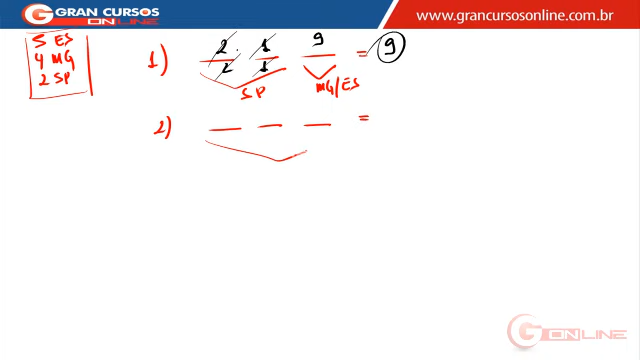 GRAN CURSOS ONLINE
www.grancursosonline.com.br
5 ES
4 MG
2 SP
1) 2 . 1 9 = 9
2 1
SP MG/ES
2) =
GONLINE